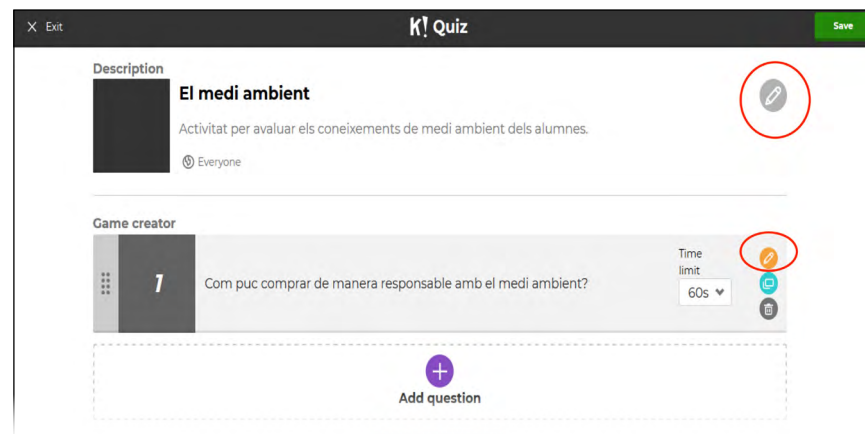 X Exit
K! Quiz
Save
Description
El medi ambient
Activitat per avaluar els coneixements de medi ambient dels alumnes.
Everyone
Game creator
1
Com puc comprar de manera responsable amb el medi ambient?
Time
limit
60s
Add question